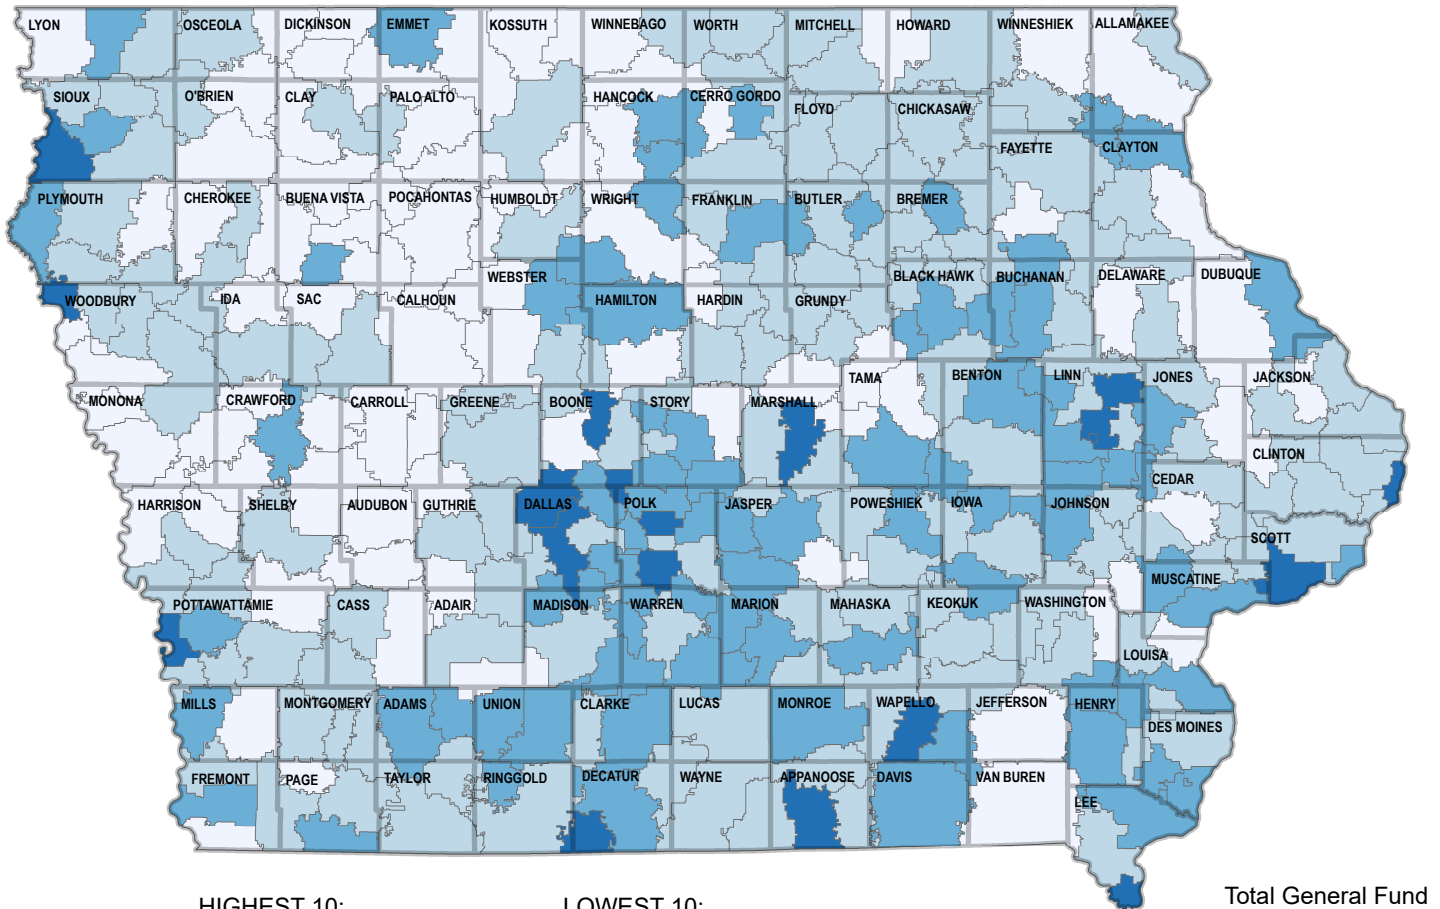 LYON OSCEOLA DICKINSON EMMET KOSSUTH WINNEBAGO WORTH MITCHELL HOWARD WINNESHIEK ALLAMAKEE
SIOUX O'BRIEN CLAY PALO ALTO HANCOCK CERRO GORDO FLOYD CHICKASAW
FAYETTE CLAYTON
PLYMOUTH CHEROKEE BUENA VISTA POCAHONTAS HUMBOLDT WRIGHT FRANKLIN BUTLER BREMER
WEBSTER BLACK HAWK BUCHANAN DELAWARE DUBUQUE
WOODBURY IDA SAC CALHOUN HAMILTON HARDIN GRUNDY
TAMA BENTON LINN JONES JACKSON
MONONA CRAWFORD CARROLL GREENE BOONE STORY MARSHALL
CLINTON
CEDAR
HARRISON SHELBY AUDUBON GUTHRIE DALLAS POLK JASPER POWESHIEK IOWA JOHNSON
SCOTT
MUSCATINE
POTTAWATTAMIE CASS ADAIR MADISON WARREN MARION MAHASKA KEOKUK WASHINGTON
LOUISA
MILLS MONTGOMERY ADAMS UNION CLARKE LUCAS MONROE WAPELLO JEFFERSON HENRY
DES MOINES
FREMONT PAGE TAYLOR RINGGOLD DECATUR WAYNE APPANOOSE DAVIS VAN BUREN
LEE
HIGHEST 10: LOWEST 10: Total General Fund